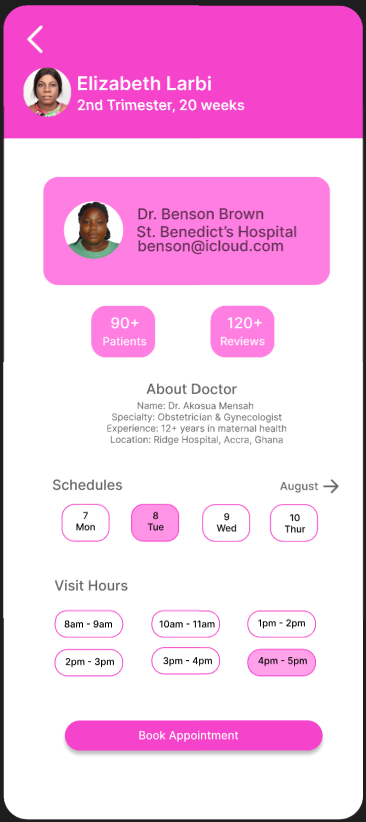 Elizabeth Larbi
2nd Trimester, 20 weeks
Dr. Benson Brown
St. Benedict's Hospital
benson@icloud.com
90+
Patients
120+
Reviews
About Doctor
Name: Dr. Akosua Mensah
Specialty: Obstetrician & Gynecologist
Experience: 12+ years in maternal health
Location: Ridge Hospital, Accra, Ghana
Schedules
August
7
Mon
8
Tue
9
Wed
10
Thur
Visit Hours
8am - 9am
10am - 11am
1pm - 2pm
2pm - 3pm
3pm - 4pm
4pm - 5pm
Book Appointment